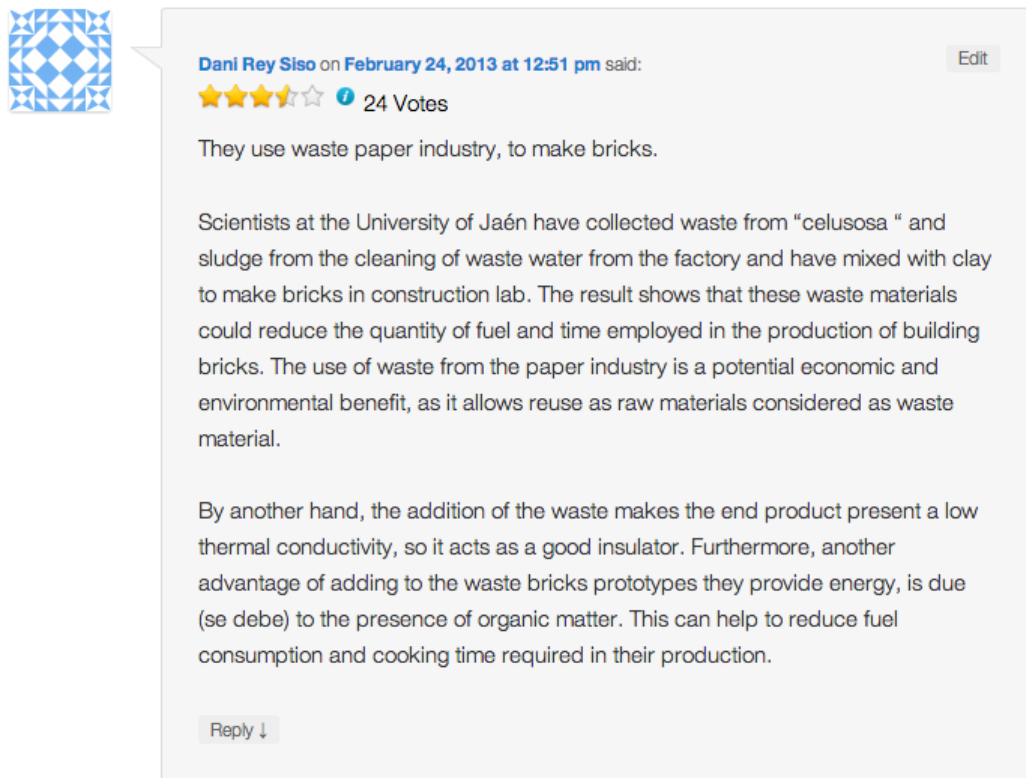 Dani Rey Siso on February 24, 2013 at 12:51 pm said:
Edit
24 Votes
They use waste paper industry, to make bricks.
Scientists at the University of Jaén have collected waste from “celusosa “ and
sludge from the cleaning of waste water from the factory and have mixed with clay
to make bricks in construction lab. The result shows that these waste materials
could reduce the quantity of fuel and time employed in the production of building
bricks. The use of waste from the paper industry is a potential economic and
environmental benefit, as it allows reuse as raw materials considered as waste
material.
By another hand, the addition of the waste makes the end product present a low
thermal conductivity, so it acts as a good insulator. Furthermore, another
advantage of adding to the waste bricks prototypes they provide energy, is due
(se debe) to the presence of organic matter. This can help to reduce fuel
consumption and cooking time required in their production.
Reply ↓